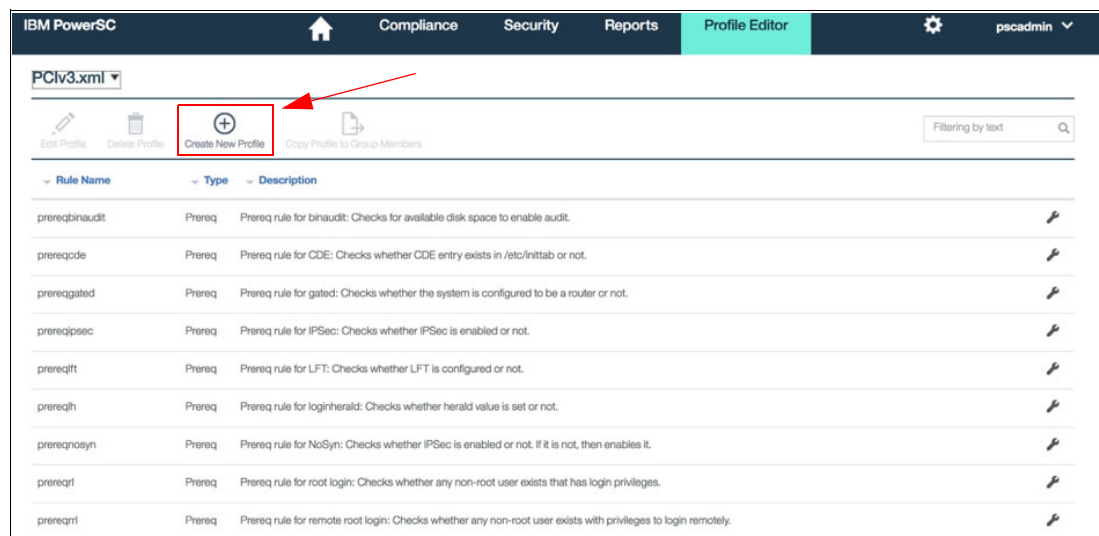 IBM PowerSC Compliance Security Reports Profile Editor pscadmin
PCIv3.xml
Edit Profile Delete Profile Create New Profile Copy Profile to Group Members Filtering by text
Rule Name Type Description
prereqbinaudit Prereq Prereq rule for binaudit: Checks for available disk space to enable audit.
prereqcde Prereq Prereq rule for CDE: Checks whether CDE entry exists in /etc/inittab or not.
prereqgated Prereq Prereq rule for gated: Checks whether the system is configured to be a router or not.
prereqipsec Prereq Prereq rule for IPSec: Checks whether IPSec is enabled or not.
prereqlft Prereq Prereq rule for LFT: Checks whether LFT is configured or not.
prereqlh Prereq Prereq rule for loginherald: Checks whether herald value is set or not.
prereqnosyn Prereq Prereq rule for NoSyn: Checks whether IPSec is enabled or not. If it is not, then enables it.
prereqrl Prereq Prereq rule for root login: Checks whether any non-root user exists that has login privileges.
prereqrrl Prereq Prereq rule for remote root login: Checks whether any non-root user exists with privileges to login remotely.